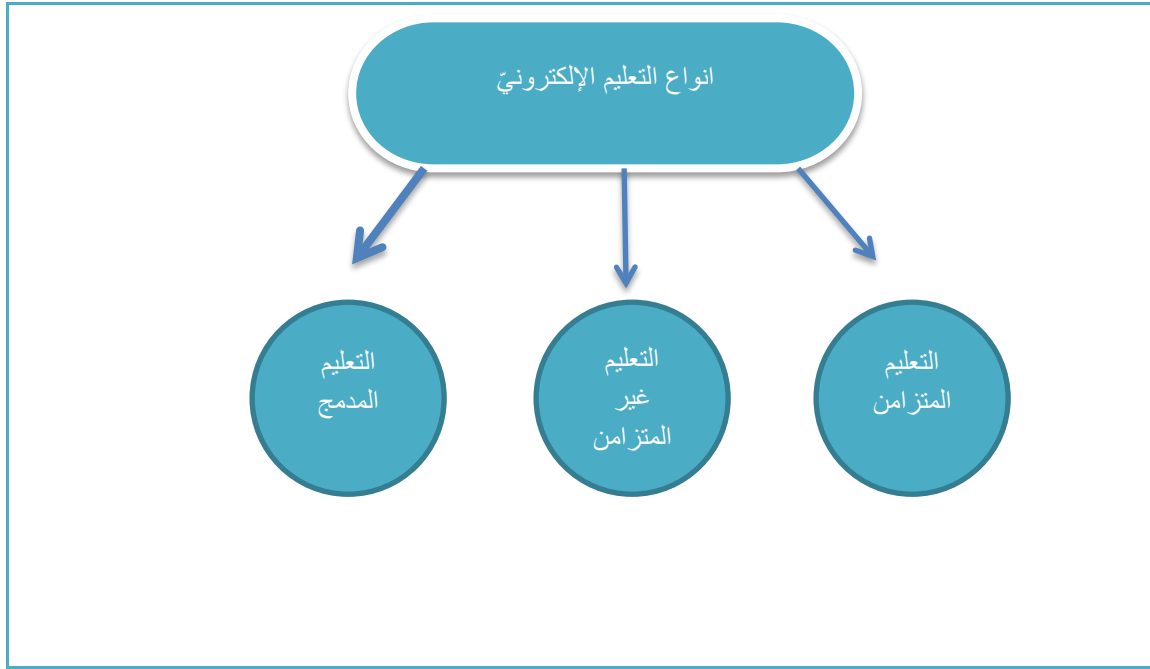 انواع التعليم الإلكترونيّ
التعليم
المتزامن
التعليم
غير
المتزامن
التعليم
المدمج